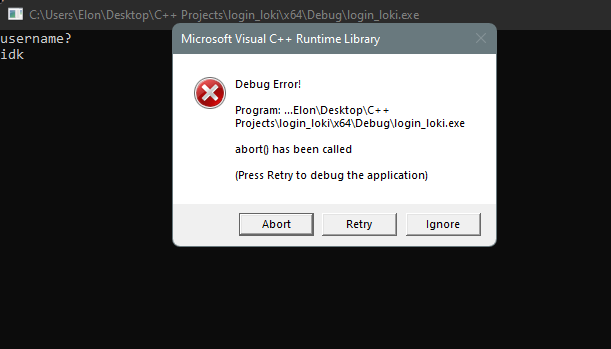 C:\Users\Elon\Desktop\C++ Projects\login_loki\x64\Debug\login_loki.exe
username?
idk
Microsoft Visual C++ Runtime Library
Debug Error!
Program: ...Elon\Desktop\C++
Projects\login_loki\x64\Debug\login_loki.exe
abort() has been called
(Press Retry to debug the application)
Abort
Retry
Ignore